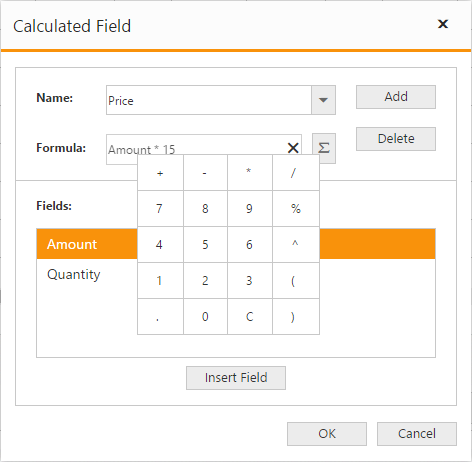 Calculated Field
Name: Price Add
Formula: Amount * 15 Σ Delete
+ - * /
Fields: 7 8 9 %
Amount 4 5 6 ^
Quantity 1 2 3 (
. 0 C )
Insert Field
OK Cancel